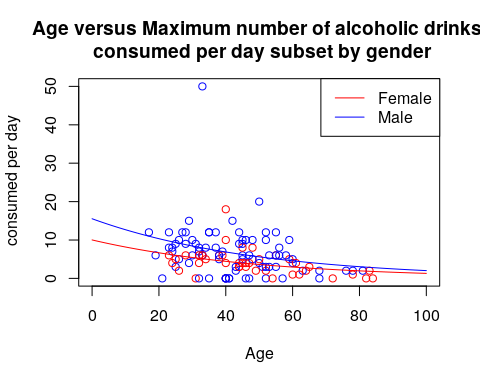 Age versus Maximum number of alcoholic drinks
consumed per day subset by gender
consumed per day
50
40
30
20
10
0
Female
Male
0 20 40 60 80 100
Age